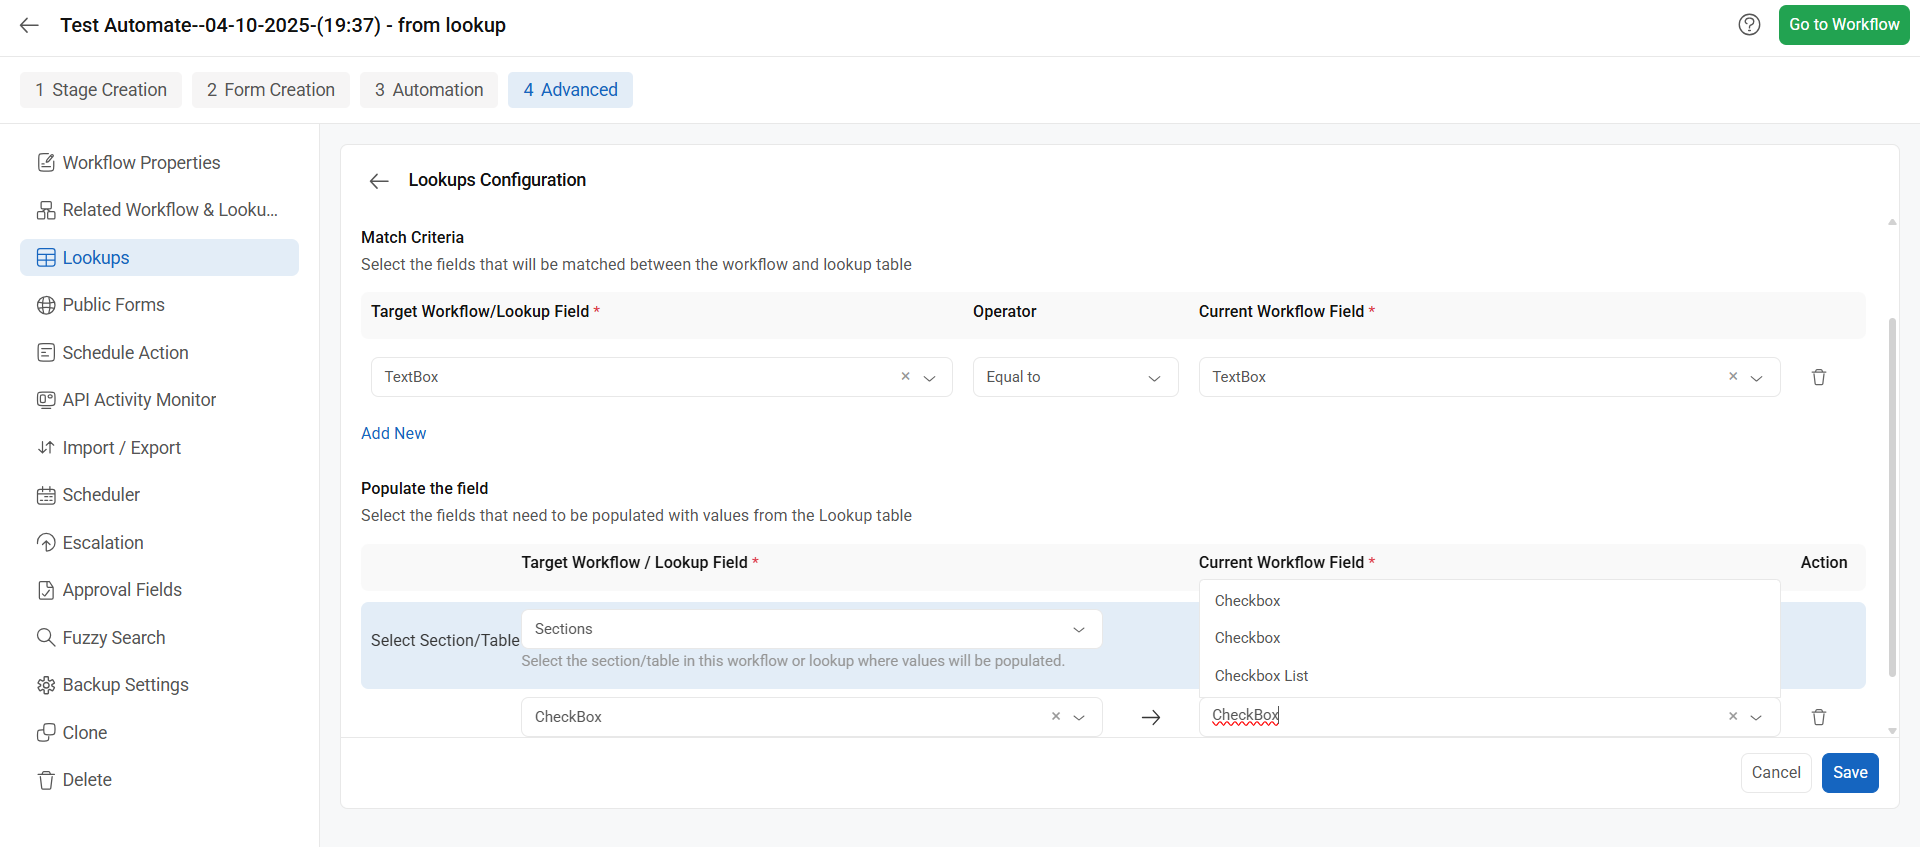 Test Automate--04-10-2025-(19:37) - from lookup
Go to Workflow
1 Stage Creation
2 Form Creation
3 Automation
4 Advanced
Workflow Properties
Related Workflow & Looku...
Lookups
Public Forms
Schedule Action
API Activity Monitor
Import / Export
Scheduler
Escalation
Approval Fields
Fuzzy Search
Backup Settings
Clone
Delete
Lookups Configuration
Match Criteria
Select the fields that will be matched between the workflow and lookup table
Target Workflow/Lookup Field *
Operator
Current Workflow Field *
TextBox
Equal to
TextBox
Add New
Populate the field
Select the fields that need to be populated with values from the Lookup table
Target Workflow / Lookup Field *
Current Workflow Field *
Action
Select Section/Table
Sections
Select the section/table in this workflow or lookup where values will be populated.
Checkbox
Checkbox
Checkbox List
CheckBox
CheckBox
Cancel
Save